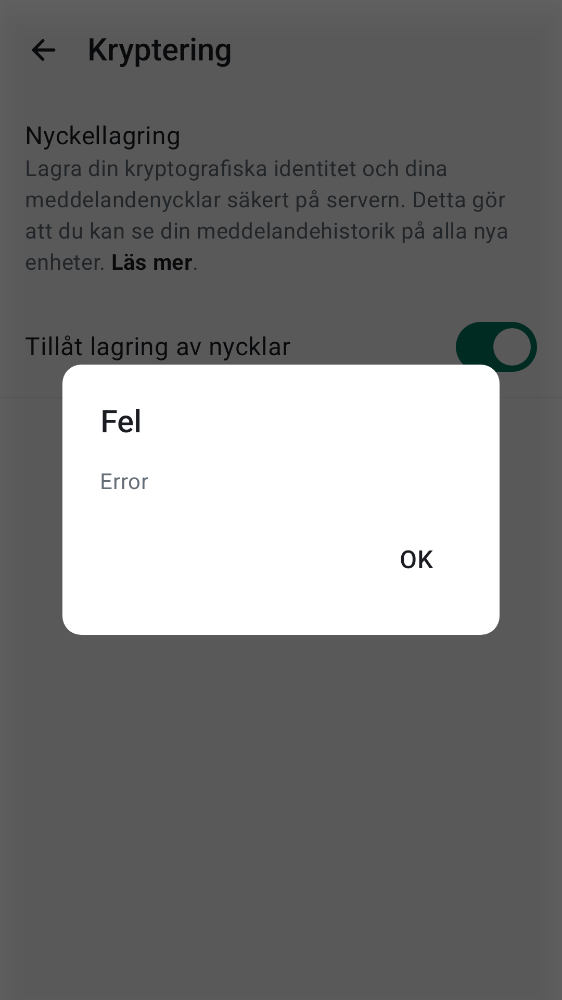 Kryptering
Nyckellagring
Lagra din kryptografiska identitet och dina
meddelandenycklar säkert på servern. Detta gör
att du kan se din meddelandehistorik på alla nya
enheter. Läs mer.
Tillåt lagring av nycklar
Fel
Error
OK